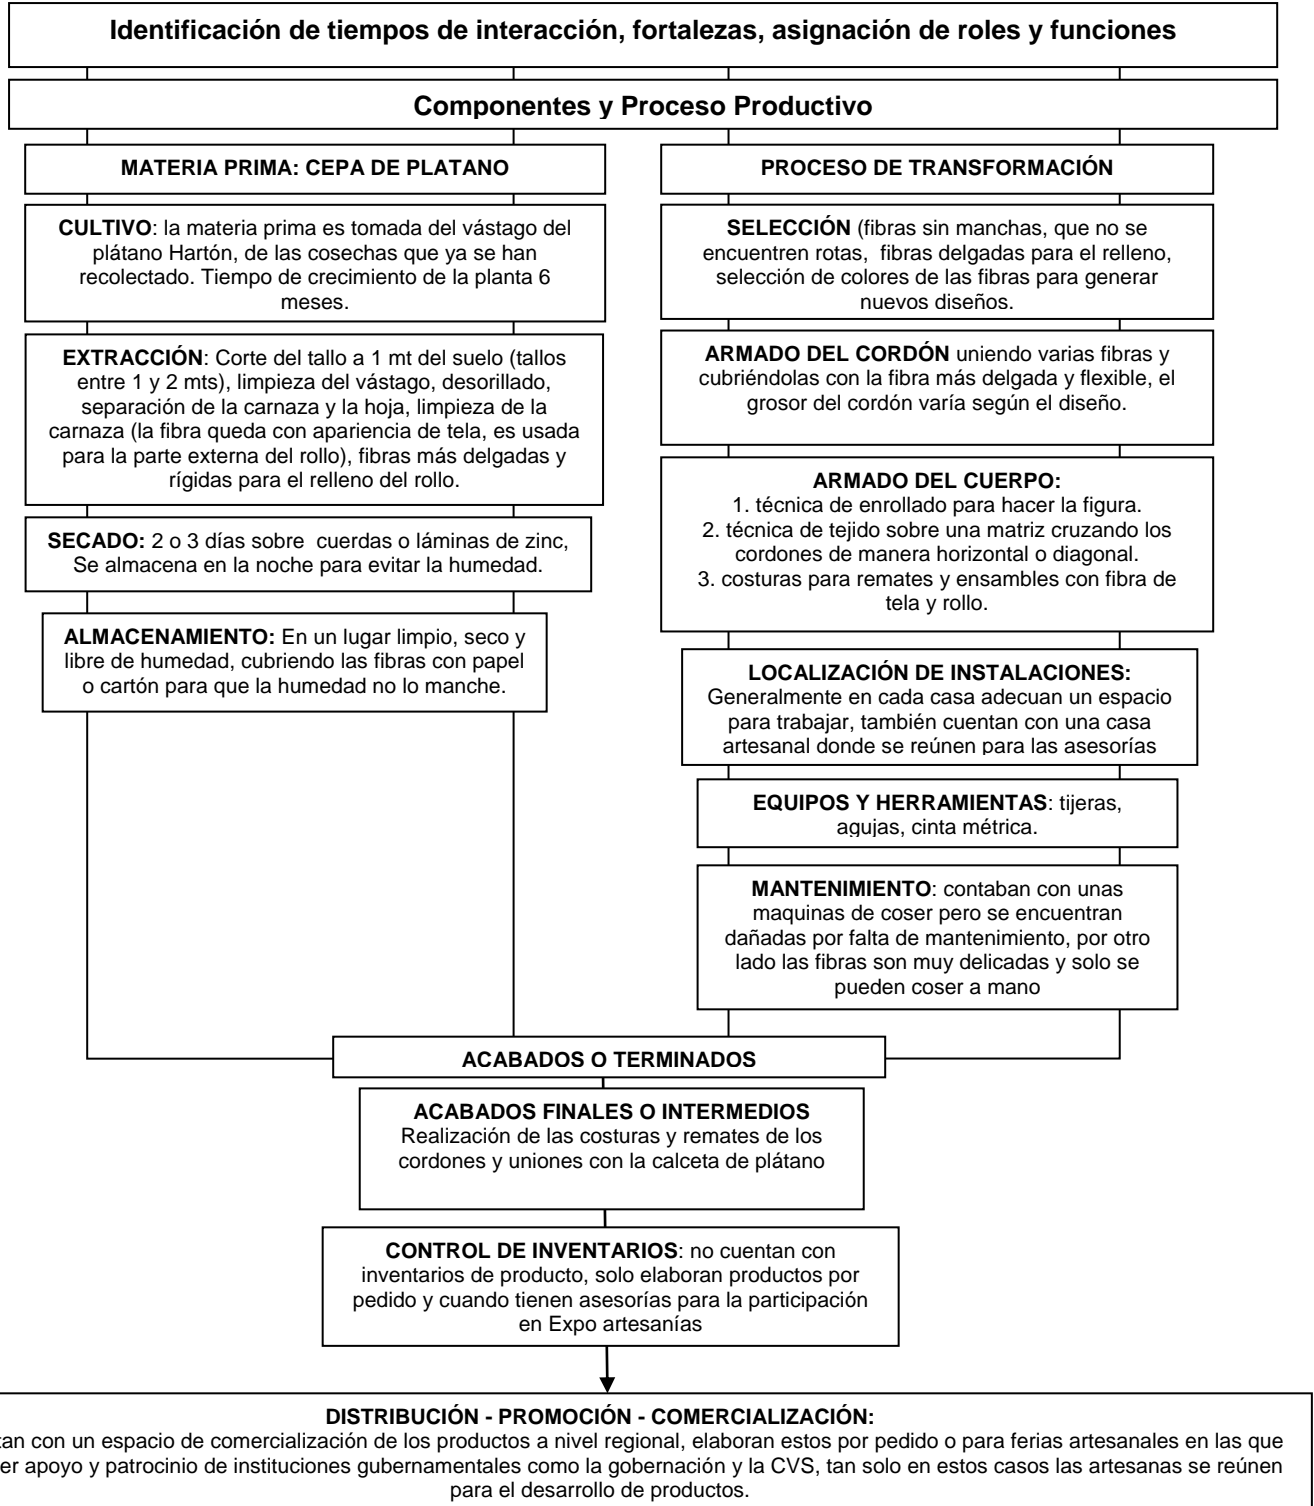 Identificación de tiempos de interacción, fortalezas, asignación de roles y funciones
Componentes y Proceso Productivo
MATERIA PRIMA: CEPA DE PLATANO
CULTIVO: la materia prima es tomada del vástago del
plátano Hartón, de las cosechas que ya se han
recolectado. Tiempo de crecimiento de la planta 6
meses.
EXTRACCIÓN: Corte del tallo a 1 mt del suelo (tallos
entre 1 y 2 mts), limpieza del vástago, desorillado,
separación de la carnaza y la hoja, limpieza de la
carnaza (la fibra queda con apariencia de tela, es usada
para la parte externa del rollo), fibras más delgadas y
rígidas para el relleno del rollo.
SECADO: 2 o 3 días sobre cuerdas o láminas de zinc,
Se almacena en la noche para evitar la humedad.
ALMACENAMIENTO: En un lugar limpio, seco y
libre de humedad, cubriendo las fibras con papel
o cartón para que la humedad no lo manche.
PROCESO DE TRANSFORMACIÓN
SELECCIÓN (fibras sin manchas, que no se
encuentren rotas, fibras delgadas para el relleno,
selección de colores de las fibras para generar
nuevos diseños.
ARMADO DEL CORDÓN uniendo varias fibras y
cubriéndolas con la fibra más delgada y flexible, el
grosor del cordón varía según el diseño.
ARMADO DEL CUERPO:
1. técnica de enrollado para hacer la figura.
2. técnica de tejido sobre una matriz cruzando los
cordones de manera horizontal o diagonal.
3. costuras para remates y ensambles con fibra de
tela y rollo.
LOCALIZACIÓN DE INSTALACIONES:
Generalmente en cada casa adecuan un espacio
para trabajar, también cuentan con una casa
artesanal donde se reúnen para las asesorías
EQUIPOS Y HERRAMIENTAS: tijeras,
agujas, cinta métrica.
MANTENIMIENTO: contaban con unas
maquinas de coser pero se encuentran
dañadas por falta de mantenimiento, por otro
lado las fibras son muy delicadas y solo se
pueden coser a mano
ACABADOS O TERMINADOS
ACABADOS FINALES O INTERMEDIOS
Realización de las costuras y remates de los
cordones y uniones con la calceta de plátano
CONTROL DE INVENTARIOS: no cuentan con
inventarios de producto, solo elaboran productos por
pedido y cuando tienen asesorías para la participación
en Expo artesanías
DISTRIBUCIÓN - PROMOCIÓN - COMERCIALIZACIÓN:
con un espacio de comercialización de los productos a nivel regional, elaboran estos por pedido o para ferias artesanales en las que
apoyo y patrocinio de instituciones gubernamentales como la gobernación y la CVS, tan solo en estos casos las artesanas se reúnen
para el desarrollo de productos.